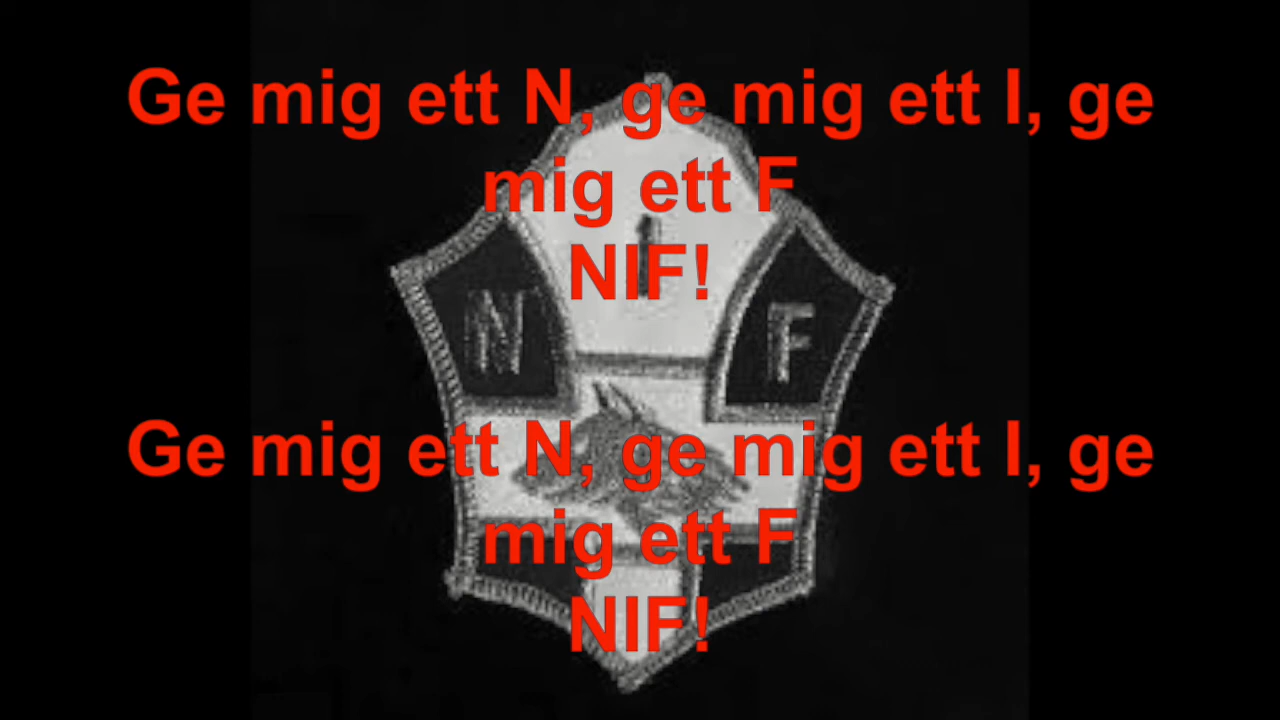 Ge mig ett N, ge mig ett I, ge
mig ett F
NIF!
I
N F
Ge mig ett N, ge mig ett I, ge
mig ett F
NIF!